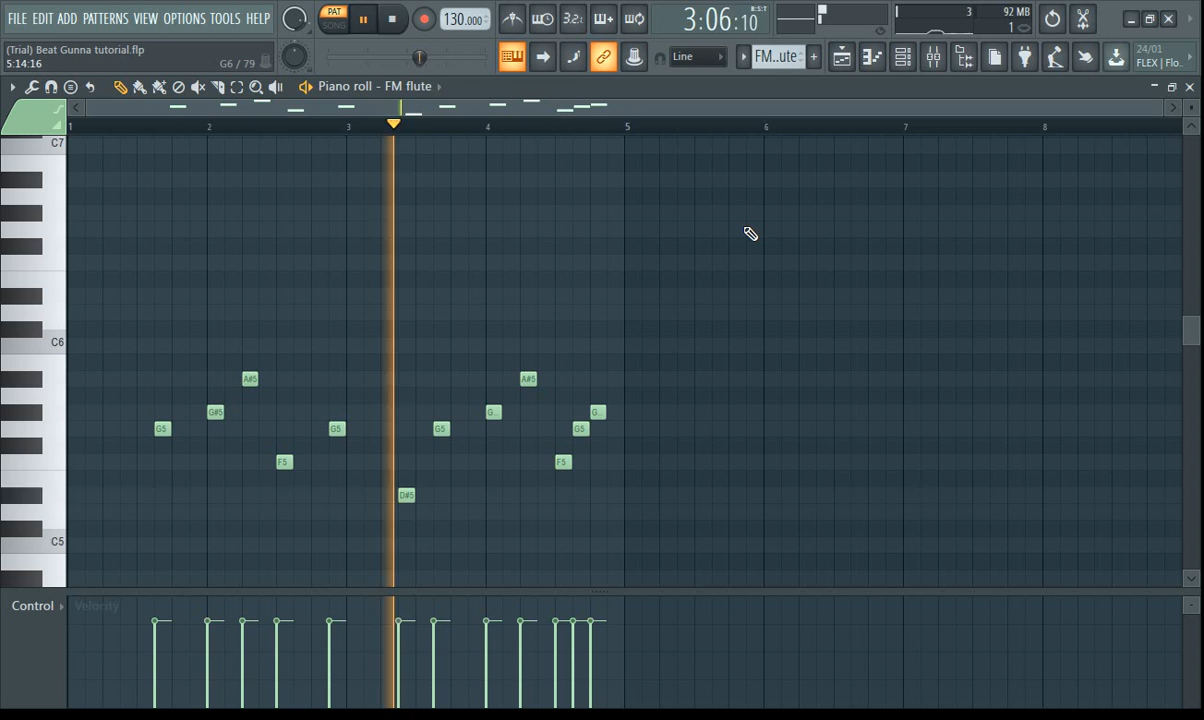 FILE EDIT ADD PATTERNS VIEW OPTIONS TOOLS HELP
PAT
SONG
130.000
3:06:10
B:S:T
3
92 MB
1
(Trial) Beat Gunna tutorial.flp
5:14:16
G6 / 79
Line
FM..ute
24/01
FLEX | Flo..
Piano roll - FM flute
1 2 3 4 5 6 7 8
C7
C6
A#5 A#5
G#5 G.. G..
G5 G5 G5 G5
F5 F5
D#5
C5
Control
Velocity